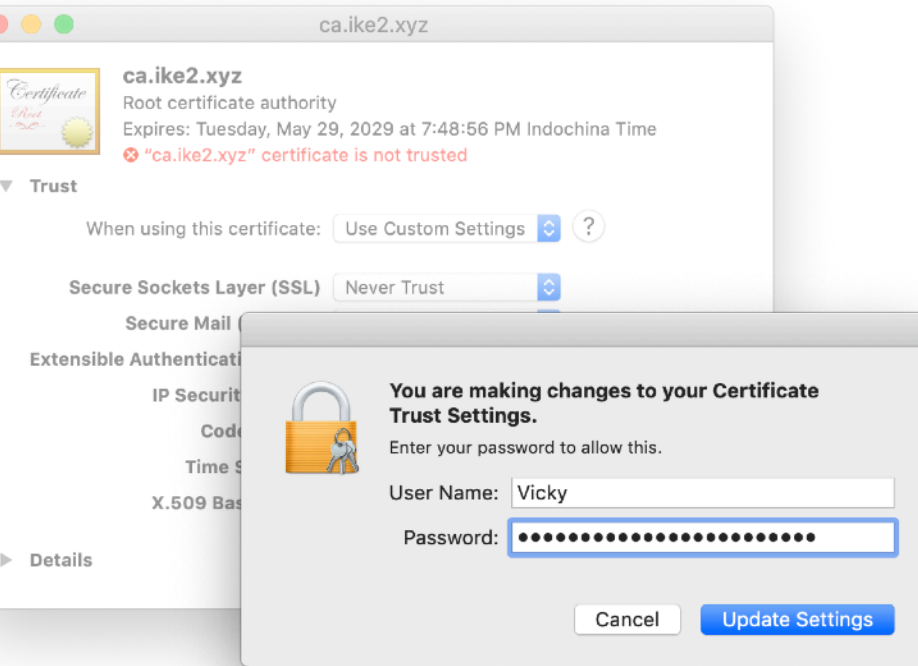 ca.ike2.xyz
Certificate
Root
ca.ike2.xyz
Root certificate authority
Expires: Tuesday, May 29, 2029 at 7:48:56 PM Indochina Time
“ca.ike2.xyz” certificate is not trusted
Trust
When using this certificate: Use Custom Settings ?
Secure Sockets Layer (SSL) Never Trust
Secure Mail (
Extensible Authenticati
IP Securit
Code
Time S
X.509 Bas
Details
You are making changes to your Certificate
Trust Settings.
Enter your password to allow this.
User Name: Vicky
Password: ••••••••••••••••••••••••
Cancel Update Settings